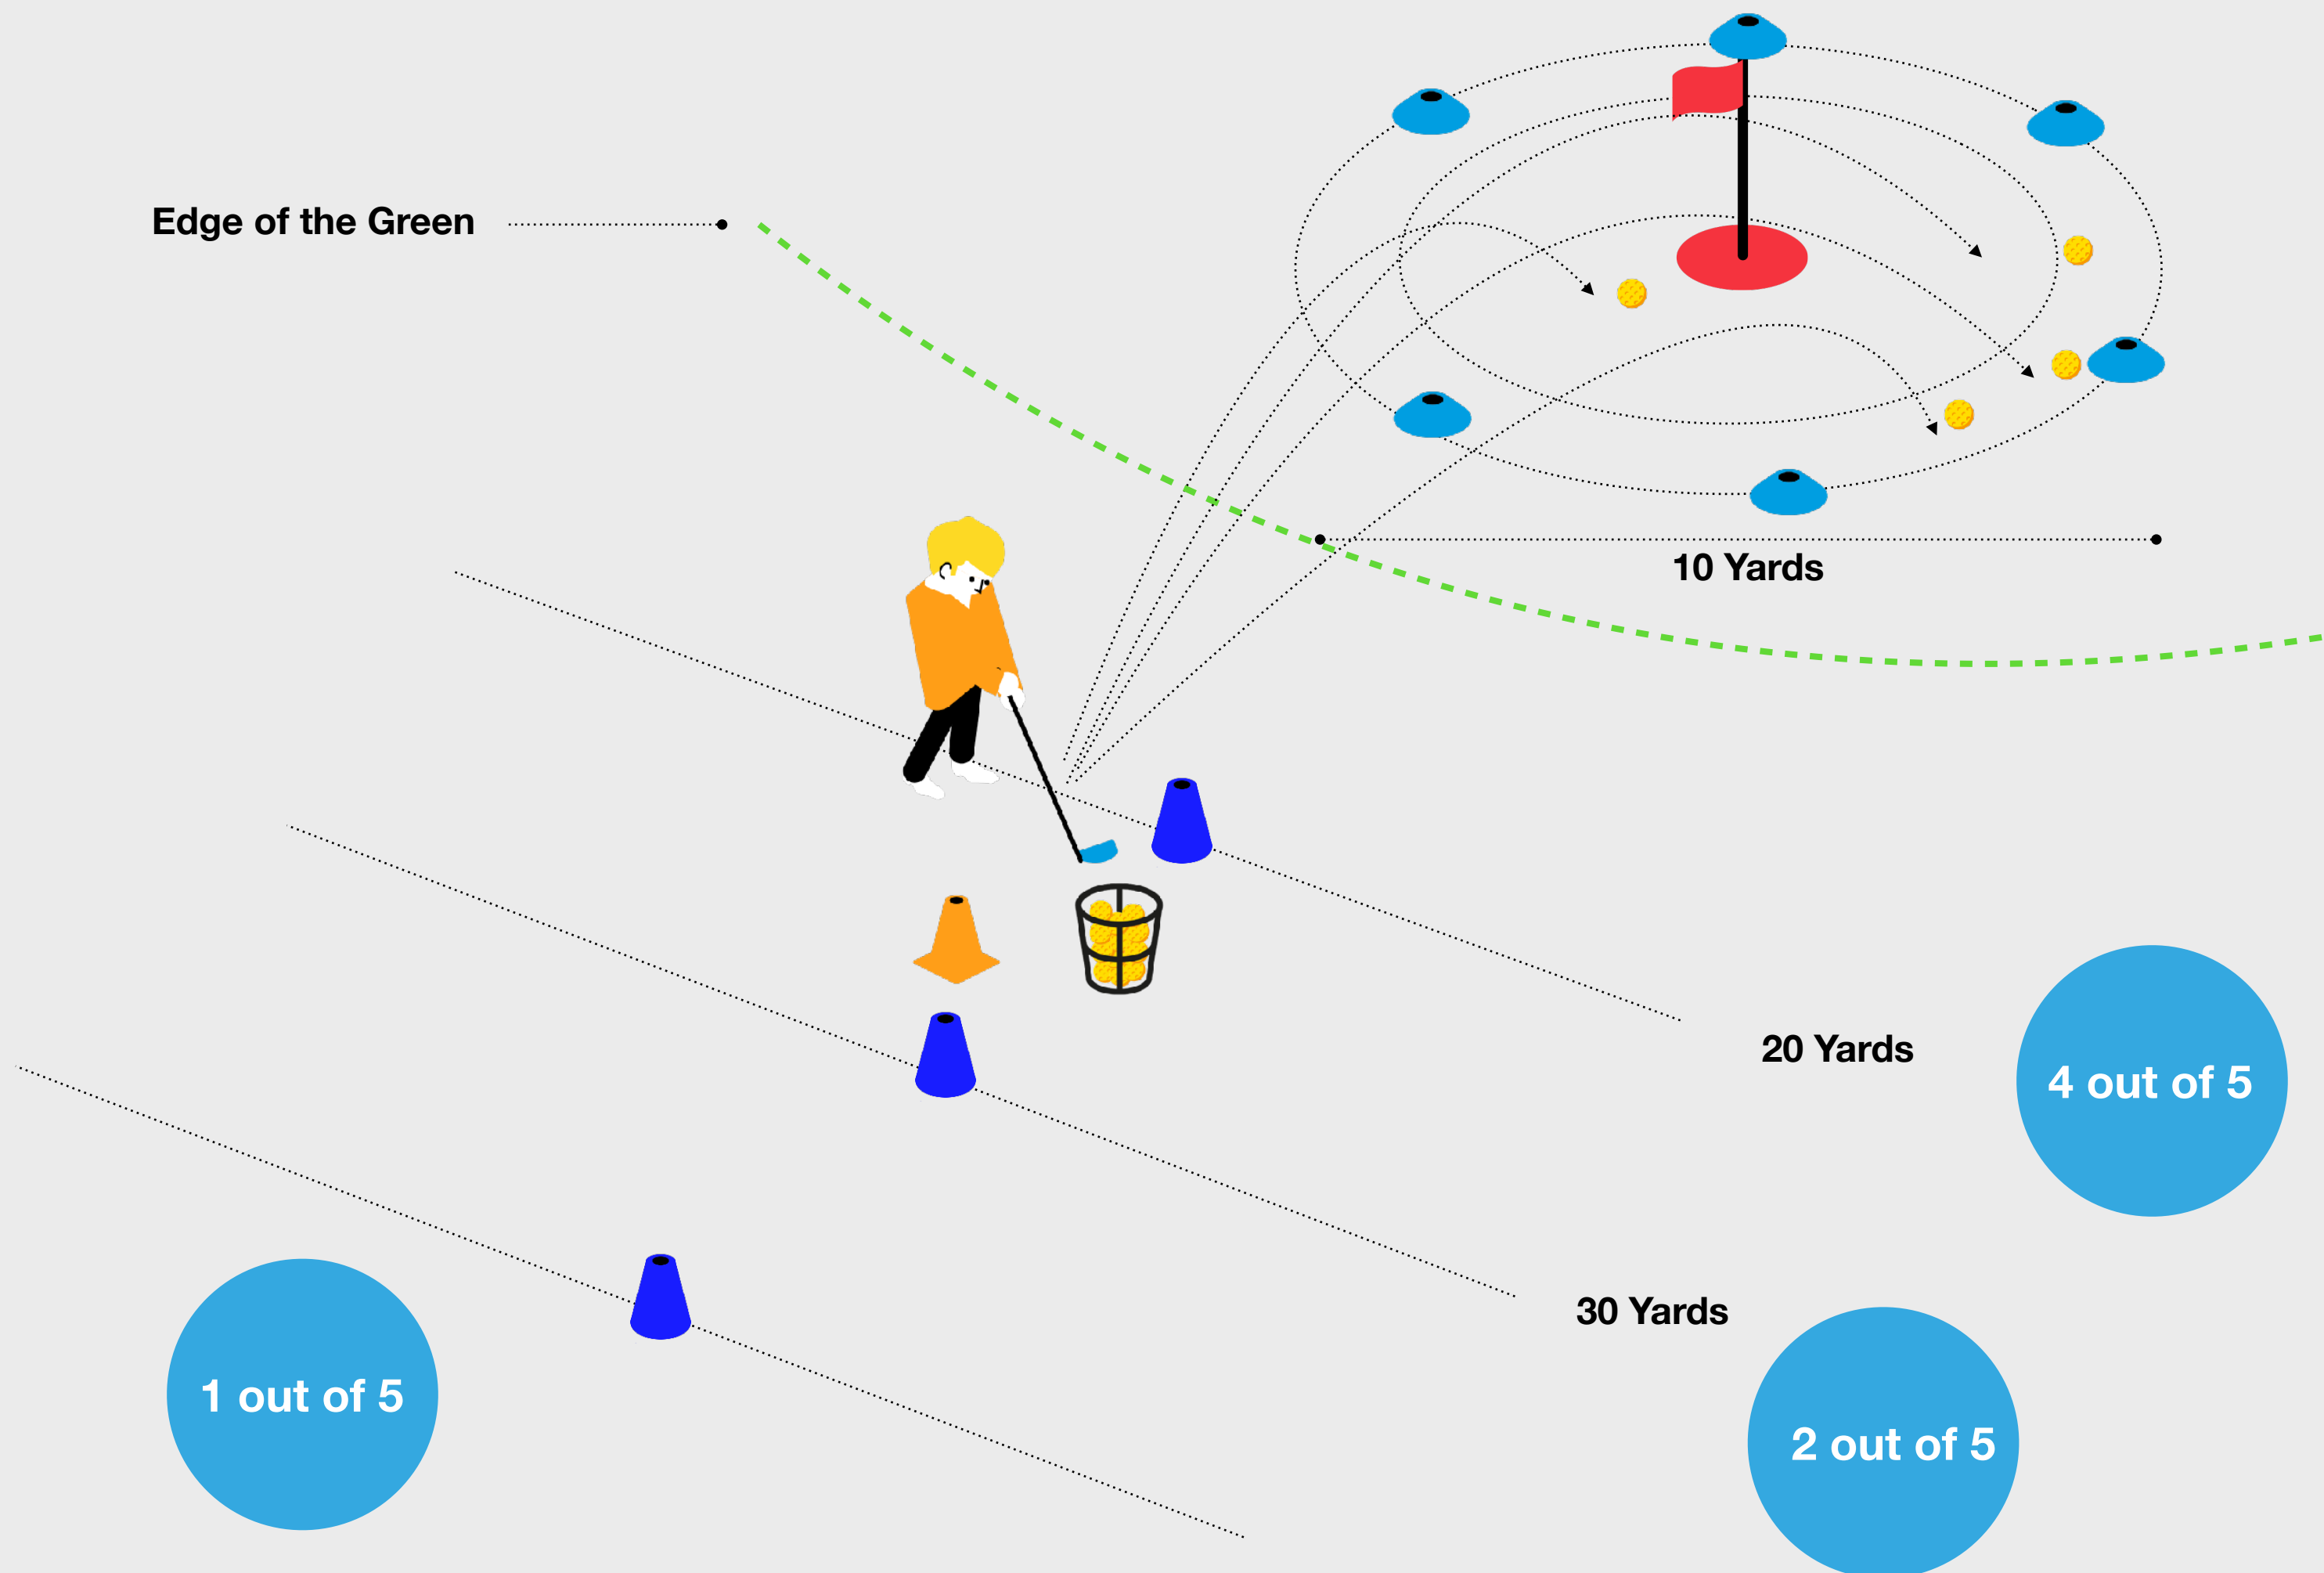 Edge of the Green
10 Yards
20 Yards
4 out of 5
30 Yards
1 out of 5
2 out of 5